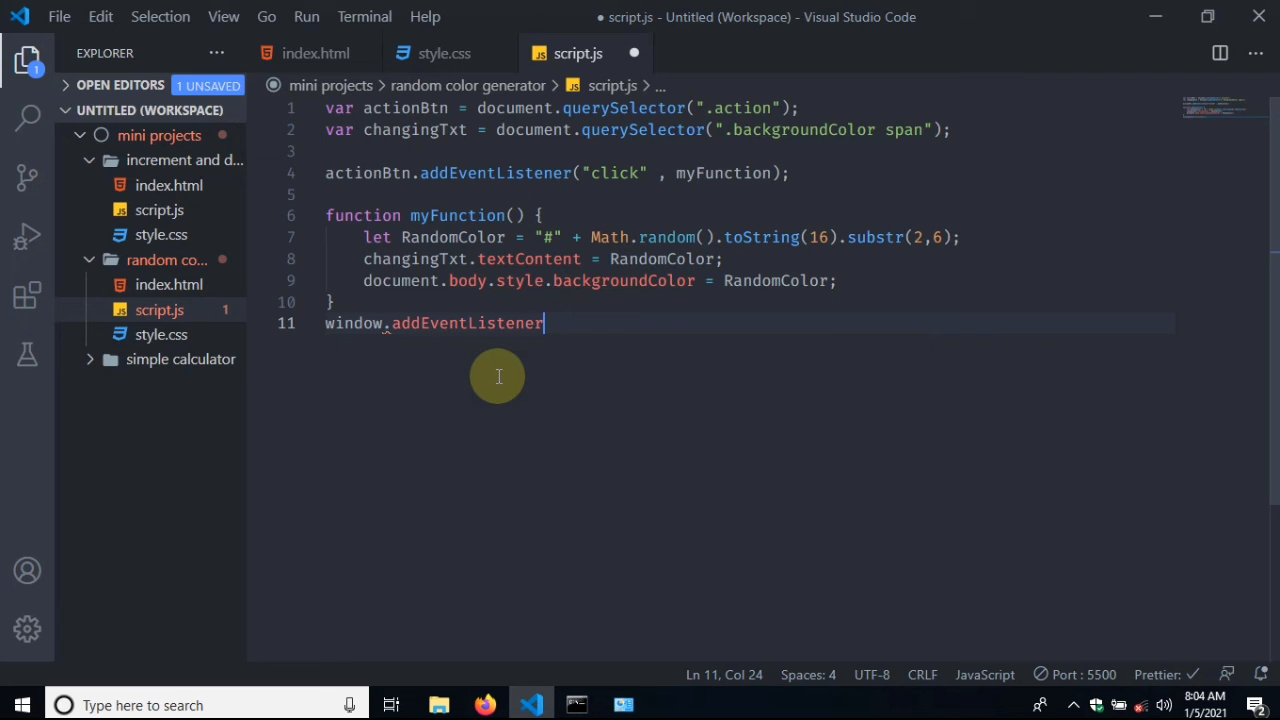 File Edit Selection View Go Run Terminal Help
● script.js - Untitled (Workspace) - Visual Studio Code
EXPLORER ...
index.html
style.css
JS script.js ●
OPEN EDITORS 1 UNSAVED
mini projects > random color generator > JS script.js > ...
UNTITLED (WORKSPACE)
mini projects
increment and d...
index.html
JS script.js
style.css
random co...
index.html
JS script.js 1
style.css
simple calculator
1
1 var actionBtn = document.querySelector(".action");
2 var changingTxt = document.querySelector(".backgroundColor span");
3
4 actionBtn.addEventListener("click" , myFunction);
5
6 function myFunction() {
7 let RandomColor = "#" + Math.random().toString(16).substr(2,6);
8 changingTxt.textContent = RandomColor;
9 document.body.style.backgroundColor = RandomColor;
10 }
11 window.addEventListener
Ln 11, Col 24 Spaces: 4 UTF-8 CRLF JavaScript Port : 5500 Prettier: ✓
Type here to search
8:04 AM
1/5/2021
2